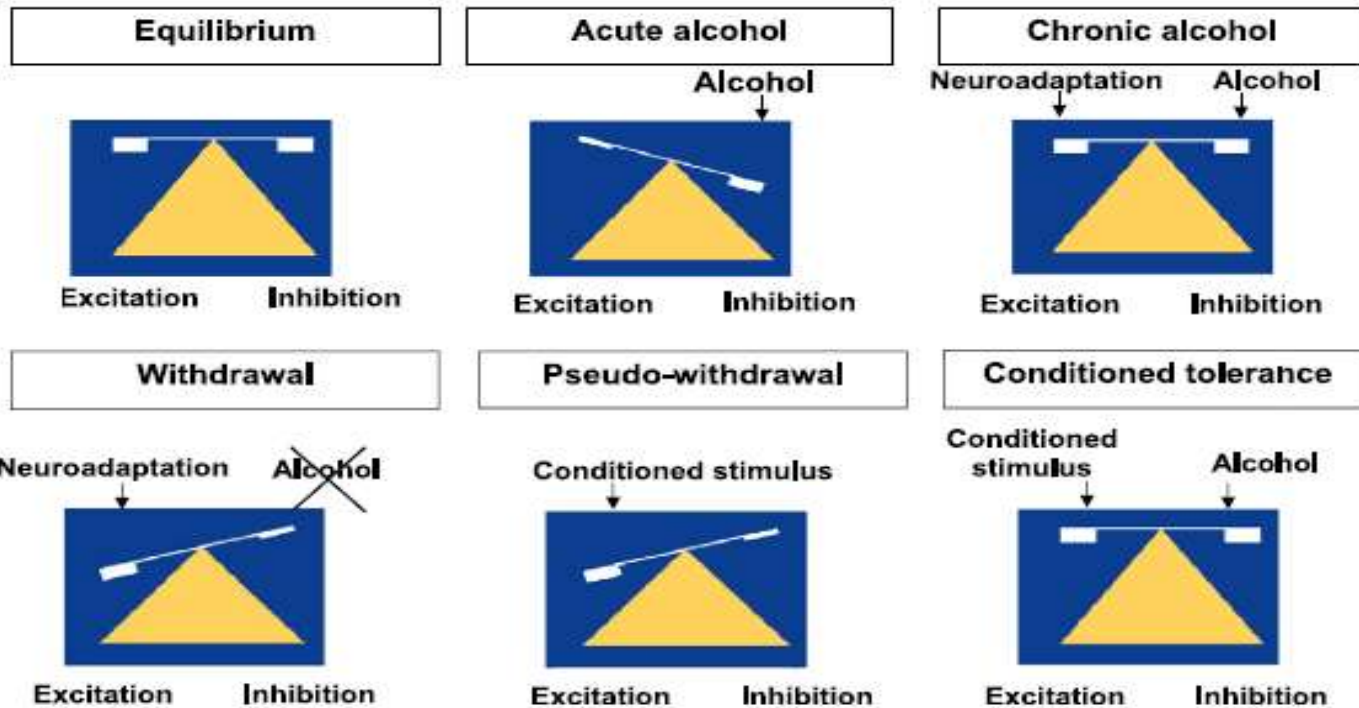 Equilibrium
Alcohol
Excitation Inhibition
Acute alcohol
Alcohol
Excitation Inhibition
Chronic alcohol
Neuroadaptation Alcohol
Excitation Inhibition
Withdrawal
Neuroadaptation Alcohol
Excitation Inhibition
Pseudo-withdrawal
Conditioned stimulus
Excitation Inhibition
Conditioned tolerance
Conditioned
stimulus Alcohol
Excitation Inhibition